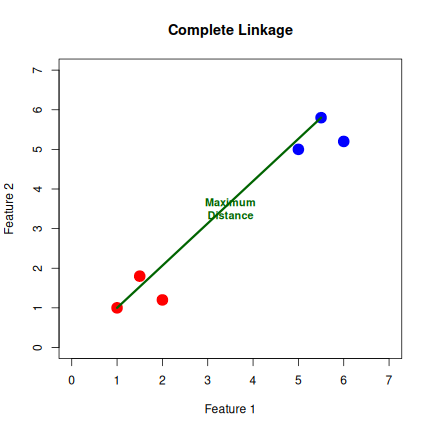 Complete Linkage
7
6
5
4
3
2
1
0
Feature 2
Maximum
Distance
0 1 2 3 4 5 6 7
Feature 1